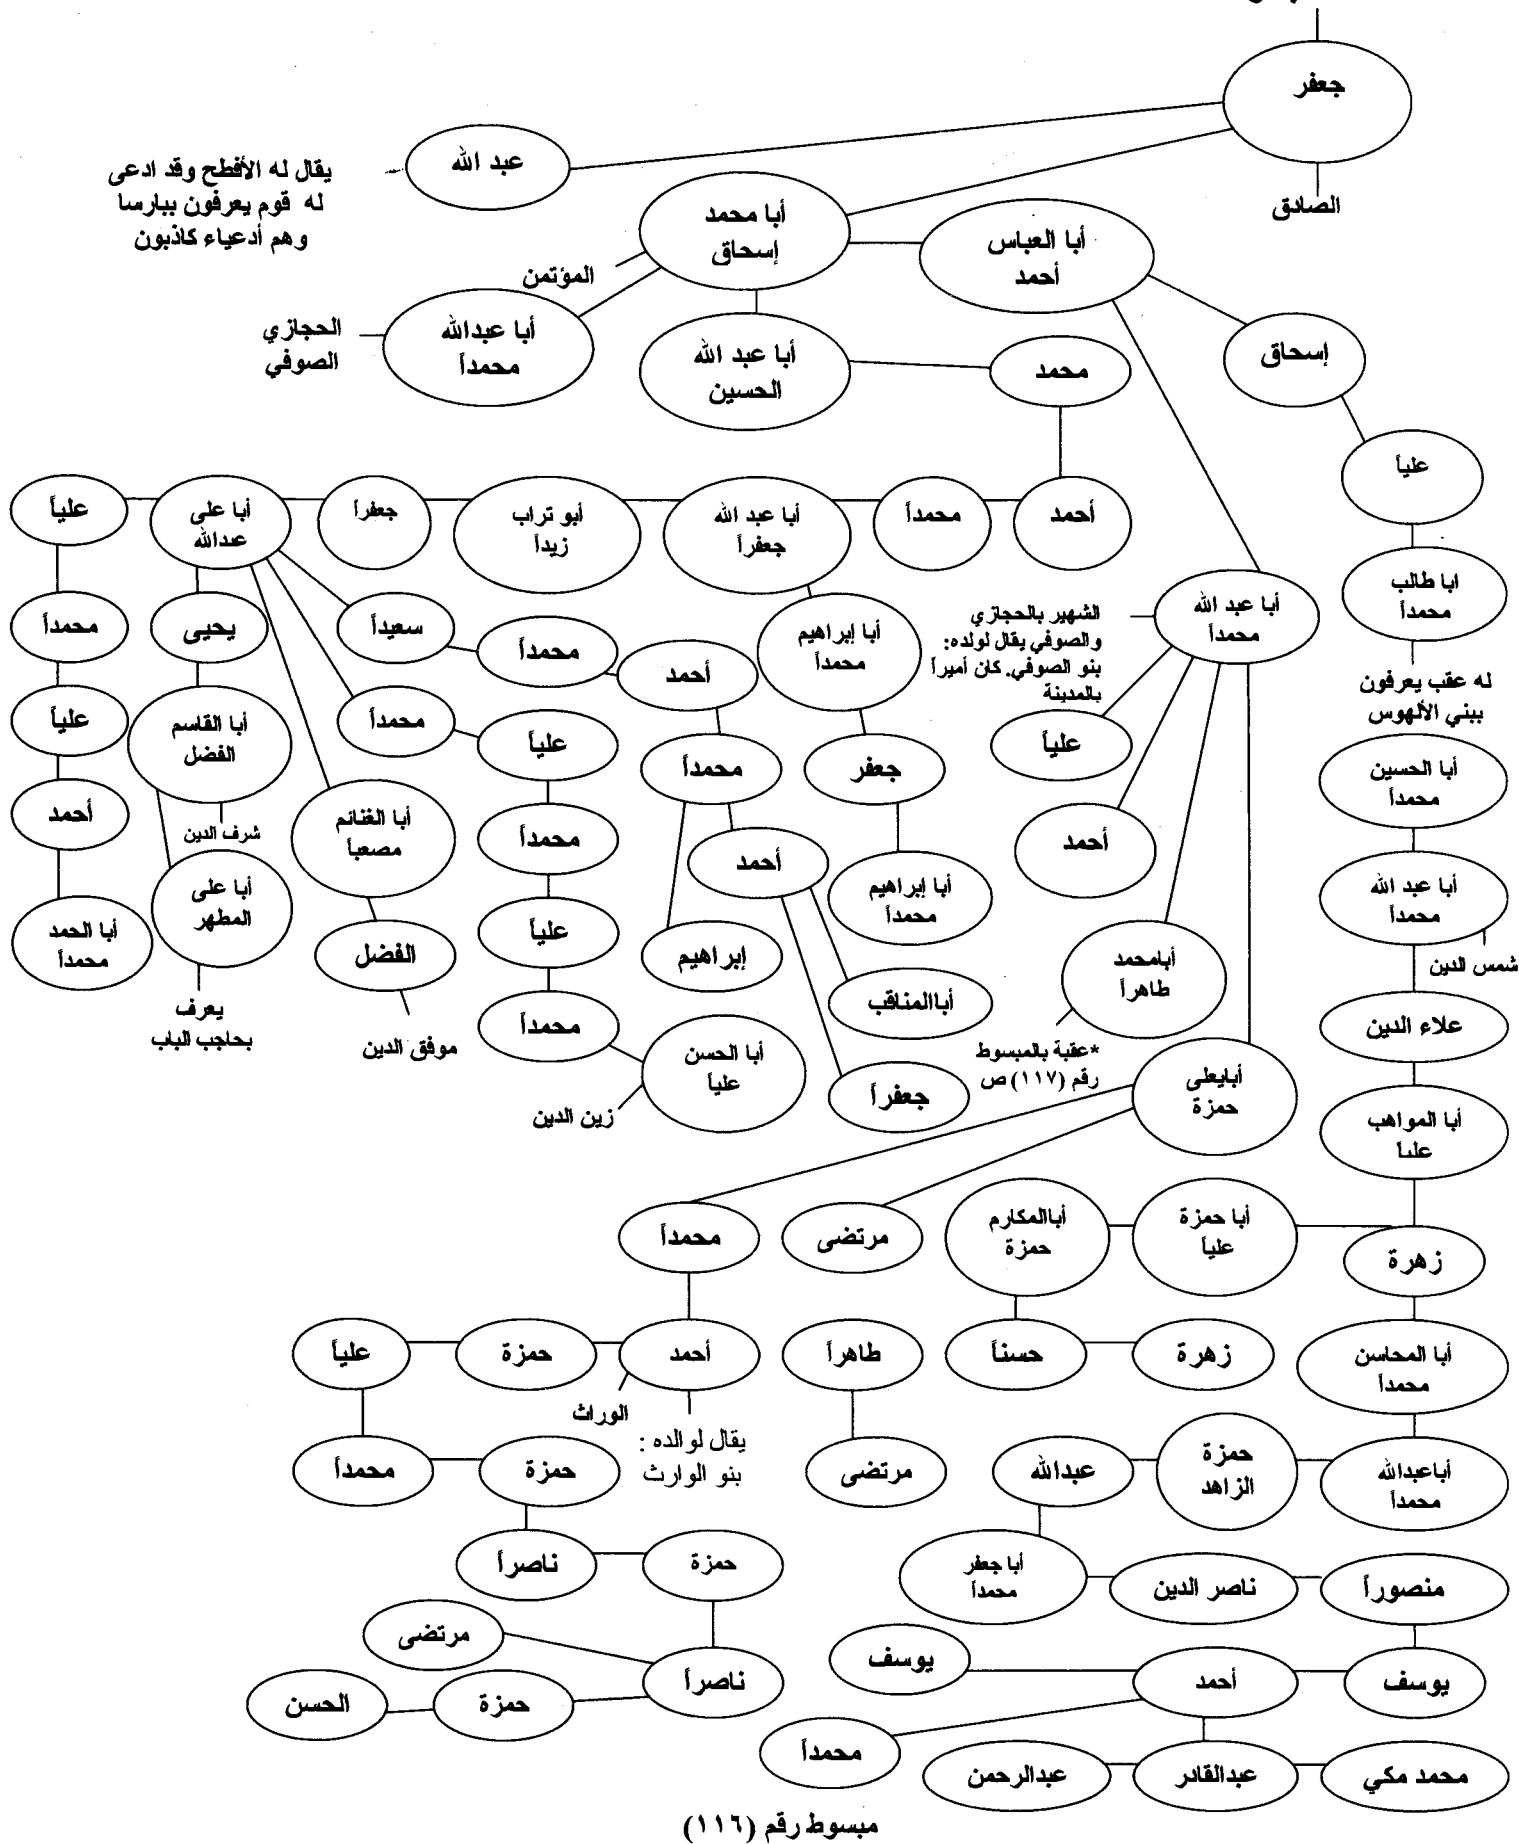 جعفر
الصادق
عبد الله
يقال له الأفطح وقد ادعى
له قوم يعرفون ببارسا
وهم أدعياء كاذبون
أبا محمد
إسحاق
المؤتمن
أبا العباس
أحمد
أبا عبدالله
محمداً
الحجازي
الصوفي
أبا عبد الله
الحسين
محمد
إسحاق
علياً
أحمد
محمداً
أبا عبد الله
جعفراً
أبو تراب
زيداً
جعفراً
أبا على
عبدالله
علياً
ابا طالب
محمداً
له عقب يعرفون
ببني الألهوس
أبا عبد الله
محمداً
الشهير بالحجازي
والصوفي يقال لولده:
بنو الصوفي. كان أميراً
بالمدينة
أبا إبراهيم
محمداً
أحمد
محمداً
سعيداً
يحيى
محمداً
أبا الحسين
محمداً
علياً
جعفر
محمداً
علياً
محمداً
أبا القاسم
الفضل
شرف الدين
علياً
أبا عبد الله
محمداً
شمس الدين
أحمد
أبا إبراهيم
محمداً
أحمد
محمداً
أبا الغنائم
مصعباً
أحمد
أبامحمد
طاهراً
*عقبة بالمبسوط
رقم (١١٧) ص
أباالمناقب
إبراهيم
علياً
الفضل
موفق الدين
أبا على
المطهر
يعرف
بحاجب الباب
أبا الحمد
محمداً
علاء الدين
أبايعلى
حمزة
جعفراً
أبا الحسن
علياً
زين الدين
محمداً
أبا المواهب
علياً
زهرة
أبا حمزة
علياً
أباالمكارم
حمزة
مرتضى
محمداً
أبا المحاسن
محمداً
زهرة
حسناً
طاهراً
أحمد
الوراث
يقال لوالده :
بنو الوارث
حمزة
علياً
أباعبدالله
محمداً
حمزة
الزاهد
عبدالله
مرتضى
حمزة
محمداً
منصوراً
ناصر الدين
أبا جعفر
محمداً
حمزة
ناصراً
يوسف
أحمد
يوسف
ناصراً
مرتضى
حمزة
الحسن
محمداً
محمد مكي
عبدالقادر
عبدالرحمن
مبسوط رقم (١١٦)